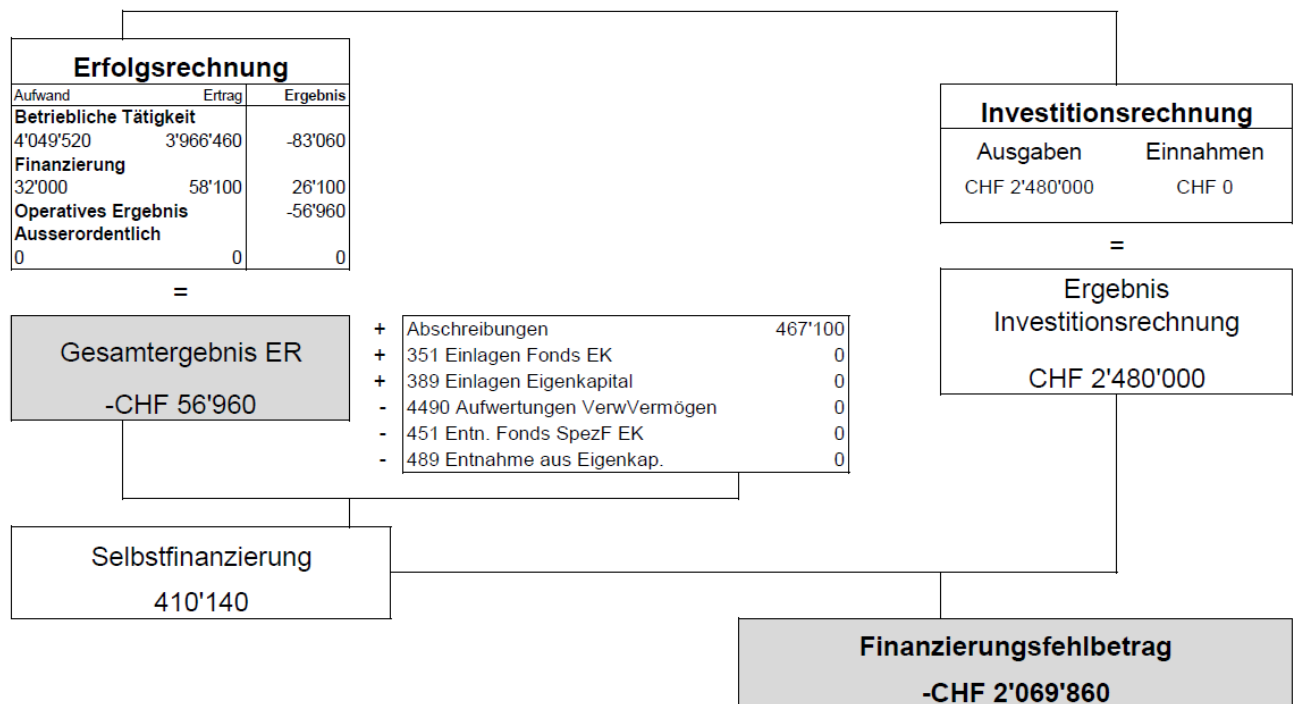 Erfolgsrechnung
Aufwand Ertrag Ergebnis
Betriebliche Tätigkeit
4'049'520 3'966'460 -83'060
Finanzierung
32'000 58'100 26'100
Operatives Ergebnis -56'960
Ausserordentlich
0 0 0
=
Gesamtergebnis ER
-CHF 56'960
+ Abschreibungen 467'100
+ 351 Einlagen Fonds EK 0
+ 389 Einlagen Eigenkapital 0
- 4490 Aufwertungen VerwVermögen 0
- 451 Entn. Fonds SpezF EK 0
- 489 Entnahme aus Eigenkap. 0
Investitionsrechnung
Ausgaben Einnahmen
CHF 2'480'000 CHF 0
=
Ergebnis
Investitionsrechnung
CHF 2'480'000
Selbstfinanzierung
410'140
Finanzierungsfehlbetrag
-CHF 2'069'860